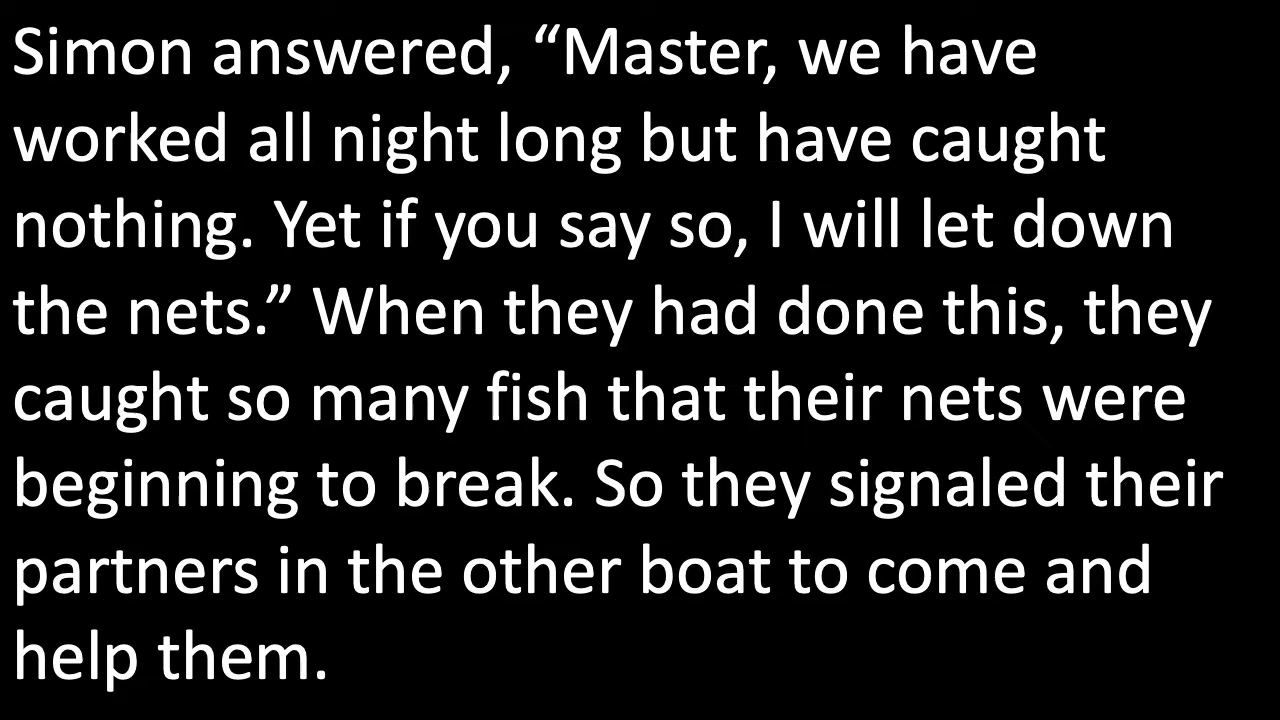 Simon answered, “Master, we have
worked all night long but have caught
nothing. Yet if you say so, I will let down
the nets.” When they had done this, they
caught so many fish that their nets were
beginning to break. So they signaled their
partners in the other boat to come and
help them.